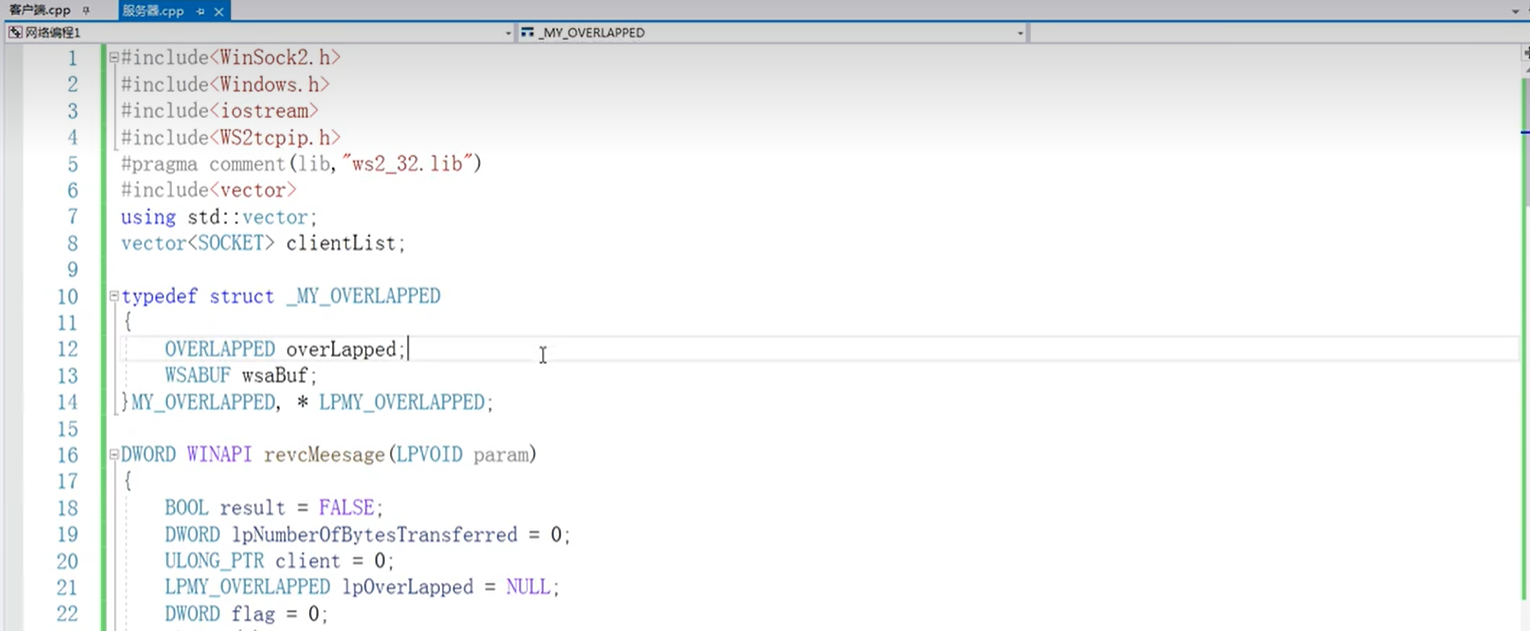 客户端.cpp 服务器.cpp
网络编程1 _MY_OVERLAPPED
1 #include<WinSock2.h>
2 #include<Windows.h>
3 #include<iostream>
4 #include<WS2tcpip.h>
5 #pragma comment(lib,"ws2_32.lib")
6 #include<vector>
7 using std::vector;
8 vector<SOCKET> clientList;
9
10 typedef struct _MY_OVERLAPPED
11 {
12 OVERLAPPED overLapped;
13 WSABUF wsaBuf;
14 }MY_OVERLAPPED, * LPMY_OVERLAPPED;
15
16 DWORD WINAPI revcMeesage(LPVOID param)
17 {
18 BOOL result = FALSE;
19 DWORD lpNumberOfBytesTransferred = 0;
20 ULONG_PTR client = 0;
21 LPMY_OVERLAPPED lpOverLapped = NULL;
22 DWORD flag = 0;